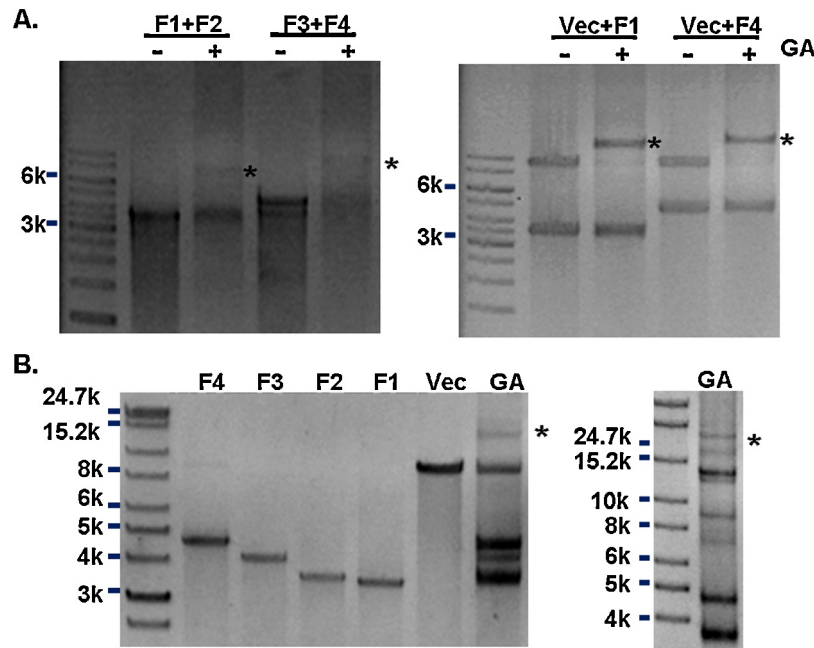 A.
F1+F2 F3+F4
- + - +
*
*
6k
3k
Vec+F1 Vec+F4
- + - + GA
*
*
6k
3k
B.
F4 F3 F2 F1 Vec GA
24.7k
15.2k
8k
6k
5k
4k
3k
*
GA
24.7k
15.2k
10k
8k
6k
5k
4k
*